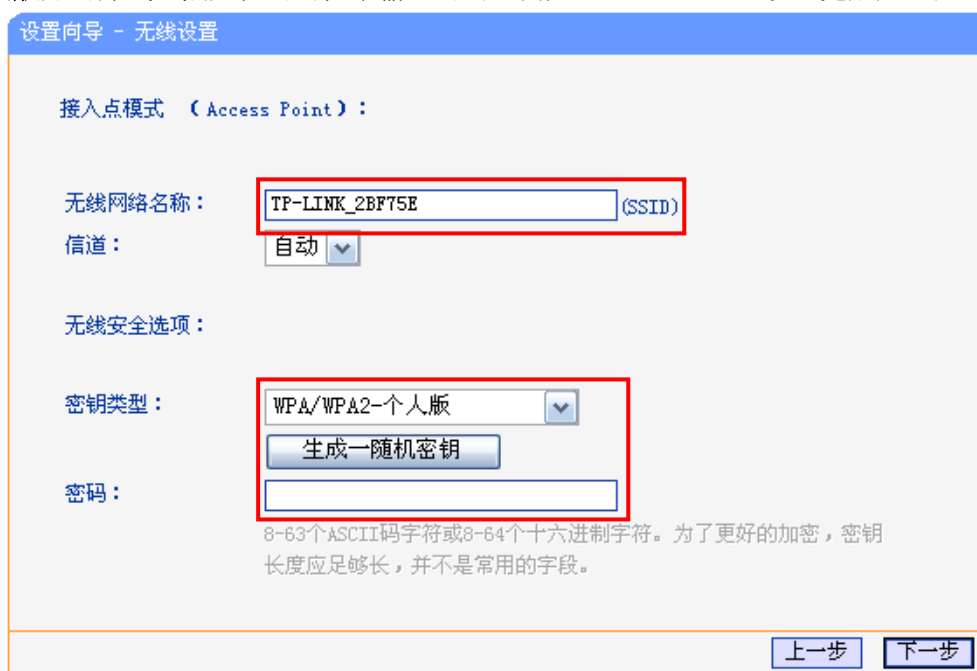 设置向导 - 无线设置
接入点模式 （Access Point）：
无线网络名称： TP-LINK_2BF75E (SSID)
信道： 自动
无线安全选项：
密钥类型： WPA/WPA2-个人版
生成一随机密钥
密码：
8-63个ASCII码字符或8-64个十六进制字符。为了更好的加密，密钥
长度应足够长，并不是常用的字段。
上一步 下一步